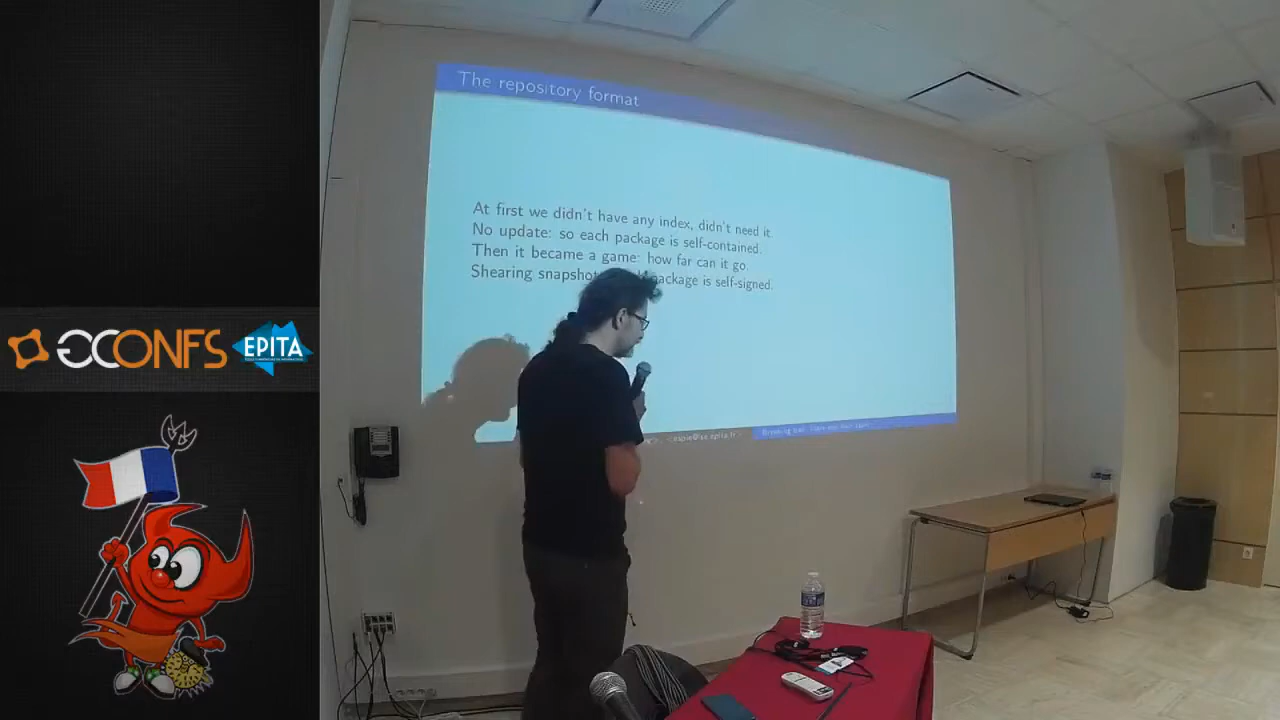 The repository format
At first we didn't have any index, didn't need it.
No update: so each package is self-contained.
Then it became a game: how far can it go.
Shearing snapshot package is self-signed.
CONFS
EPITA